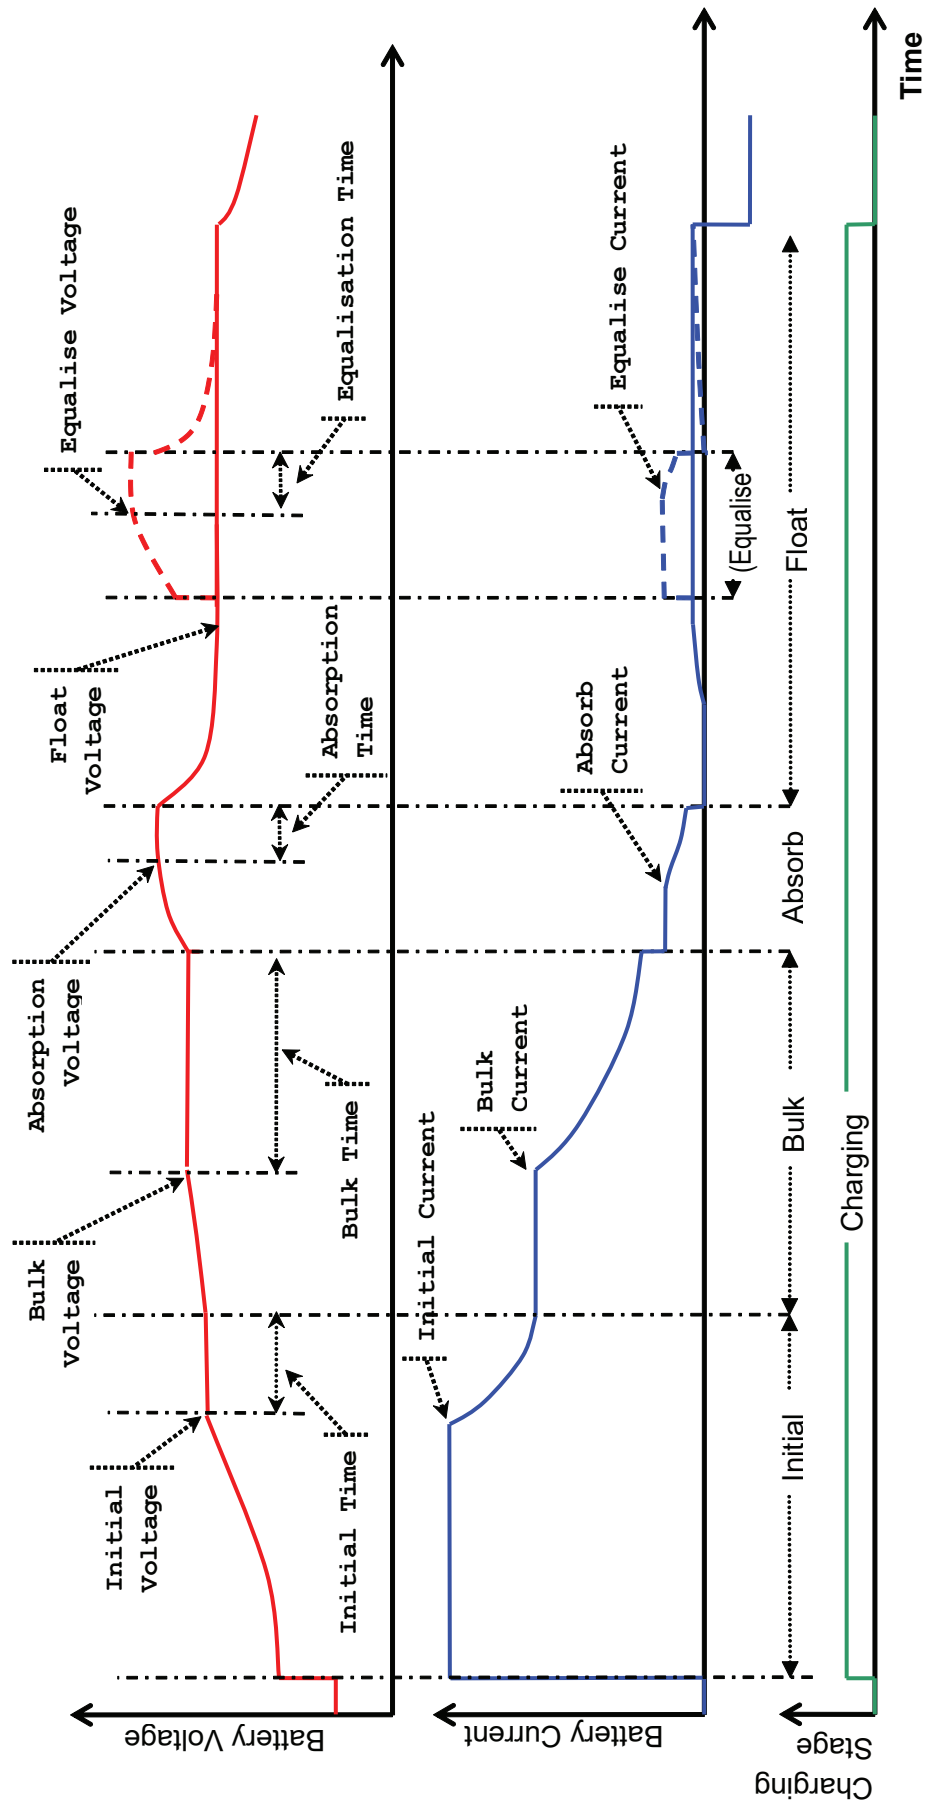 Battery Voltage
Initial
Voltage
Bulk
Voltage
Absorption
Voltage
Float
Voltage
Equalise Voltage
Initial Time
Bulk Time
Absorption
Time
Equalisation Time
Battery Current
Initial Current
Bulk
Current
Absorb
Current
Equalise Current
(Equalise
Initial
Bulk
Absorb
Float
Charging
Stage
Charging
Time